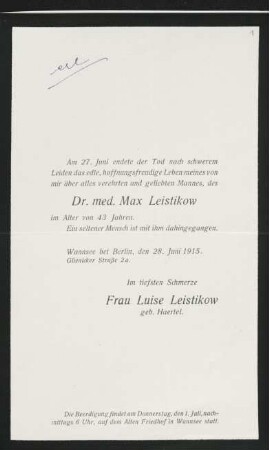 Am 27. Juni endete der Tod nach schwerem
Leiden das edle, hoffnungsfreudige Leben meines von
mir über alles verehrten und geliebten Mannes, des
Dr. med. Max Leistikow
im Alter von 43 Jahren.
Ein seltener Mensch ist mit ihm dahingegangen.
Wannsee bei Berlin, den 28. Juni 1915.
Glienicker Straße 2a
Im tiefsten Schmerze
Frau Luise Leistikow
geb. Haertel.
Die Beerdigung findet am Donnerstag, den 1. Juli, nach-
mittags 6 Uhr, auf dem Alten Friedhof in Wannsee statt.